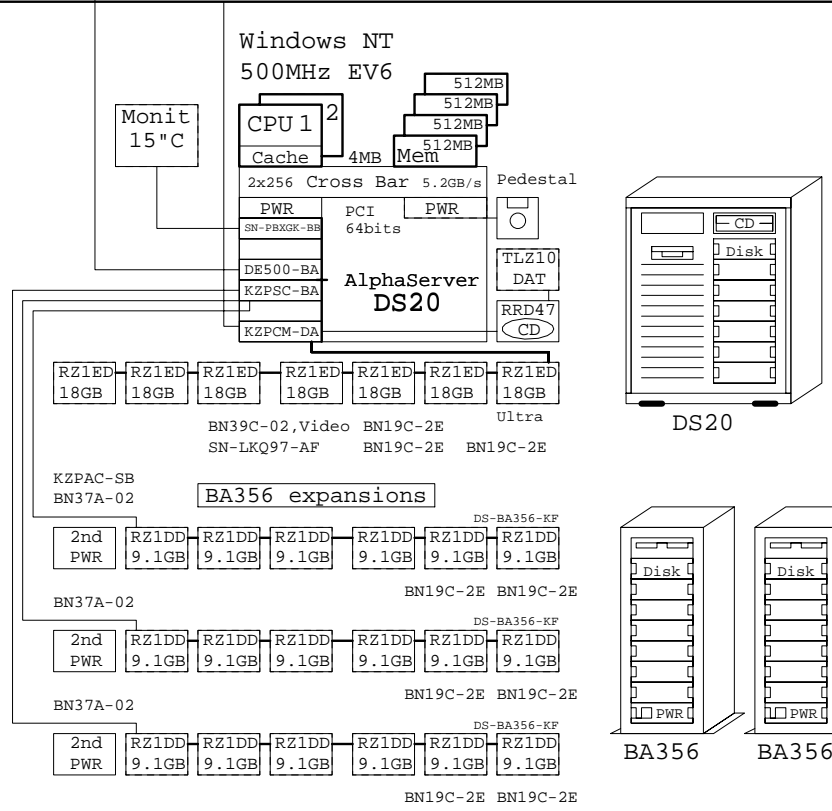 Windows NT
500MHz EV6
512MB
512MB
512MB
512MB
Monit
15"C
CPU 1
2
Cache
4MB
Mem
2x256 Cross Bar 5.2GB/s
Pedestal
PWR
PCI
64bits
PWR
SN-PBXGK-BB
DE500-BA
KZPSC-BA
KZPCM-DA
AlphaServer
DS20
TLZ10
DAT
RRD47
CD
CD
Disk
DS20
RZ1ED RZ1ED RZ1ED RZ1ED RZ1ED RZ1ED RZ1ED
18GB 18GB 18GB 18GB 18GB 18GB 18GB
Ultra
BN39C-02,Video BN19C-2E
SN-LKQ97-AF BN19C-2E BN19C-2E
KZPAC-SB
BN37A-02
BA356 expansions
DS-BA356-KF
2nd RZ1DD RZ1DD RZ1DD RZ1DD RZ1DD RZ1DD
PWR 9.1GB 9.1GB 9.1GB 9.1GB 9.1GB 9.1GB
BN19C-2E BN19C-2E
BN37A-02
DS-BA356-KF
2nd RZ1DD RZ1DD RZ1DD RZ1DD RZ1DD RZ1DD
PWR 9.1GB 9.1GB 9.1GB 9.1GB 9.1GB 9.1GB
BN19C-2E BN19C-2E
BN37A-02
DS-BA356-KF
2nd RZ1DD RZ1DD RZ1DD RZ1DD RZ1DD RZ1DD
PWR 9.1GB 9.1GB 9.1GB 9.1GB 9.1GB 9.1GB
BN19C-2E BN19C-2E
Disk
PWR
BA356
Disk
PWR
BA356